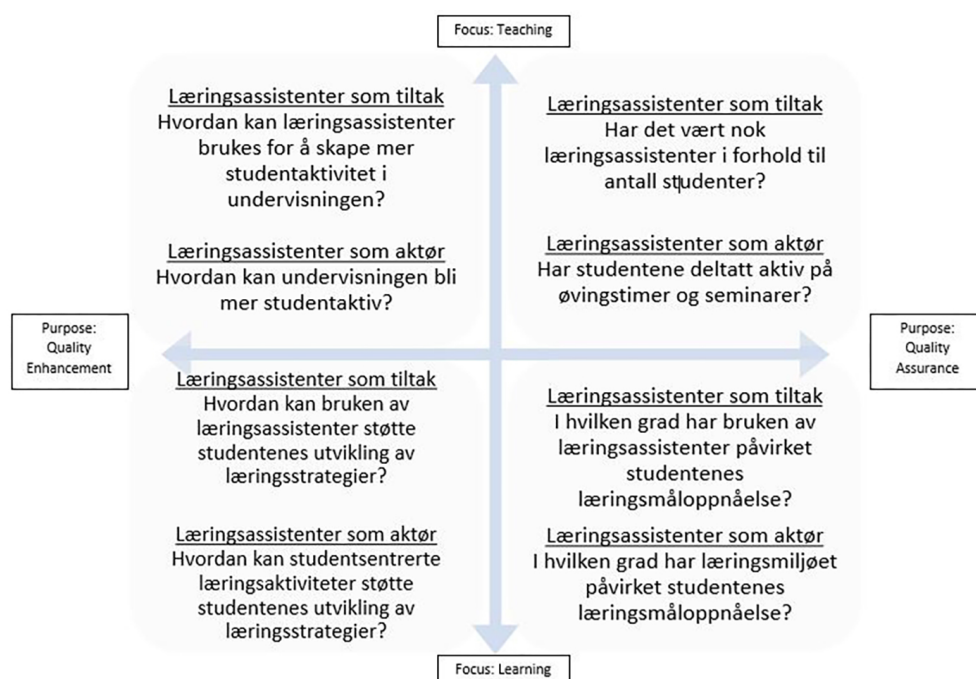 Focus: Teaching
Læringsassistenter som tiltak
Hvordan kan læringsassistenter
brukes for å skape mer
studentaktivitet i
undervisningen?
Læringsassistenter som aktør
Hvordan kan undervisningen bli
mer studentaktiv?
Læringsassistenter som tiltak
Har det vært nok
læringsassistenter i forhold til
antall studenter?
Læringsassistenter som aktør
Har studentene deltatt aktiv på
øvingstimer og seminarer?
Purpose:
Quality
Enhancement
Purpose:
Quality
Assurance
Læringsassistenter som tiltak
Hvordan kan bruken av
læringsassistenter støtte
studentenes utvikling av
læringsstrategier?
Læringsassistenter som aktør
Hvordan kan studentsentrerte
læringsaktiviteter støtte
studentenes utvikling av
læringsstrategier?
Læringsassistenter som tiltak
I hvilken grad har bruken av
læringsassistenter påvirket
studentenes
læringsmåloppnåelse?
Læringsassistenter som aktør
I hvilken grad har læringsmiljøet
påvirket studentenes
læringsmåloppnåelse?
Focus: Learning